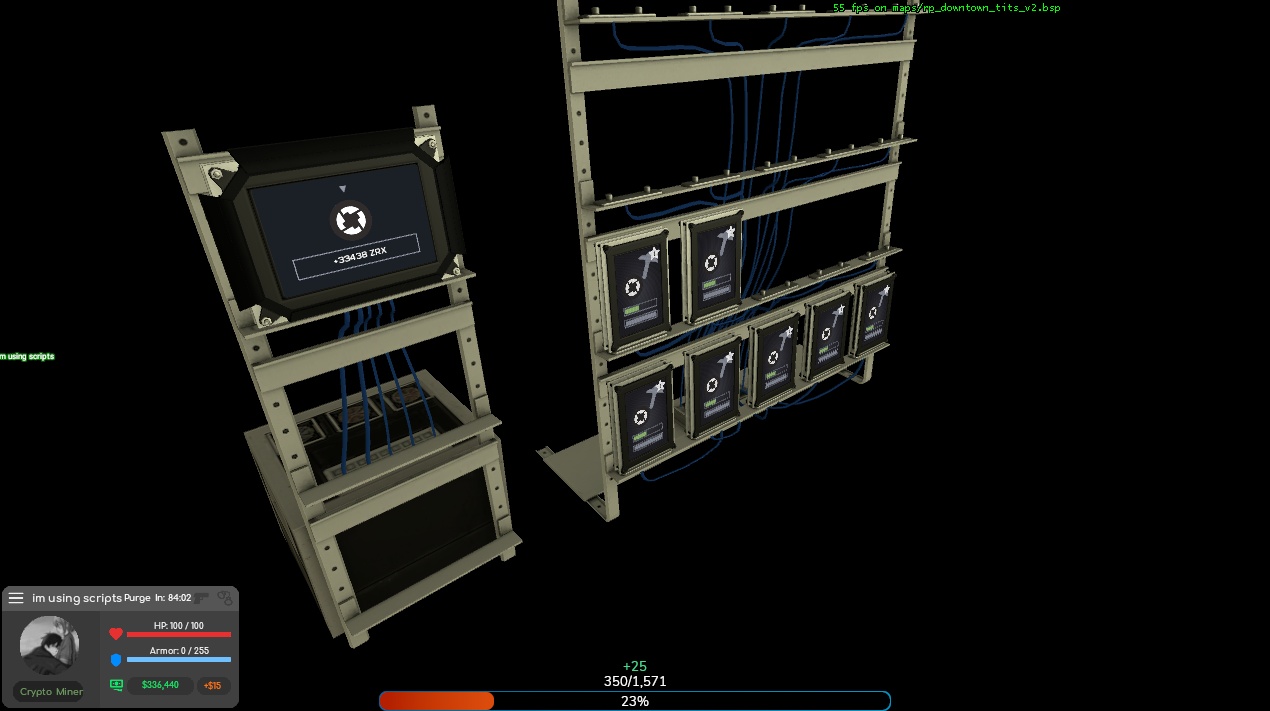 55 fps on maps/rp_downtown_tits_v2.bsp
+33438 ZRX
m using scripts
im using scripts Purge In: 84:02
HP: 100 / 100
Armor: 0 / 255
Crypto Miner
$336,440
+$15
+25
350/1,571
23%